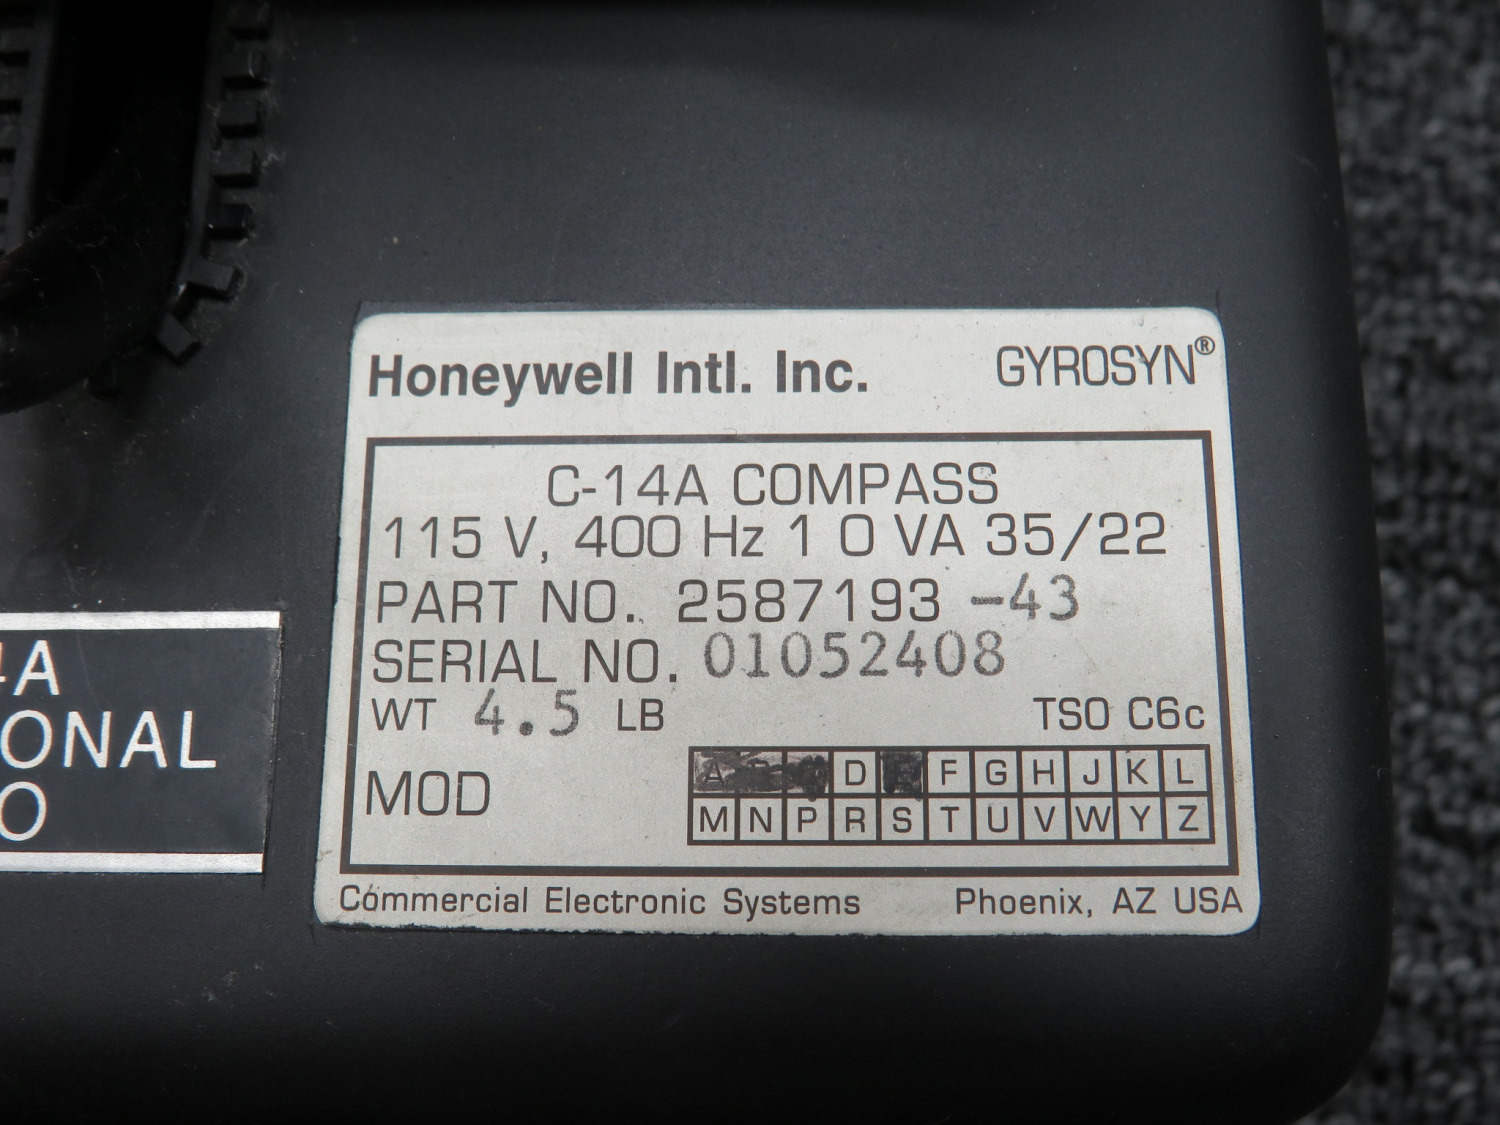 Honeywell Intl. Inc. GYROSYN®
C-14A COMPASS
115 V, 400 Hz 1 O VA 35/22
PART NO. 2587193 -43
SERIAL NO. 01052408
WT 4.5 LB TSO C6c
MOD
A D F G H J K L
M N P R S T U V W Y Z
Commercial Electronic Systems Phoenix, AZ USA
4A
ONAL
O